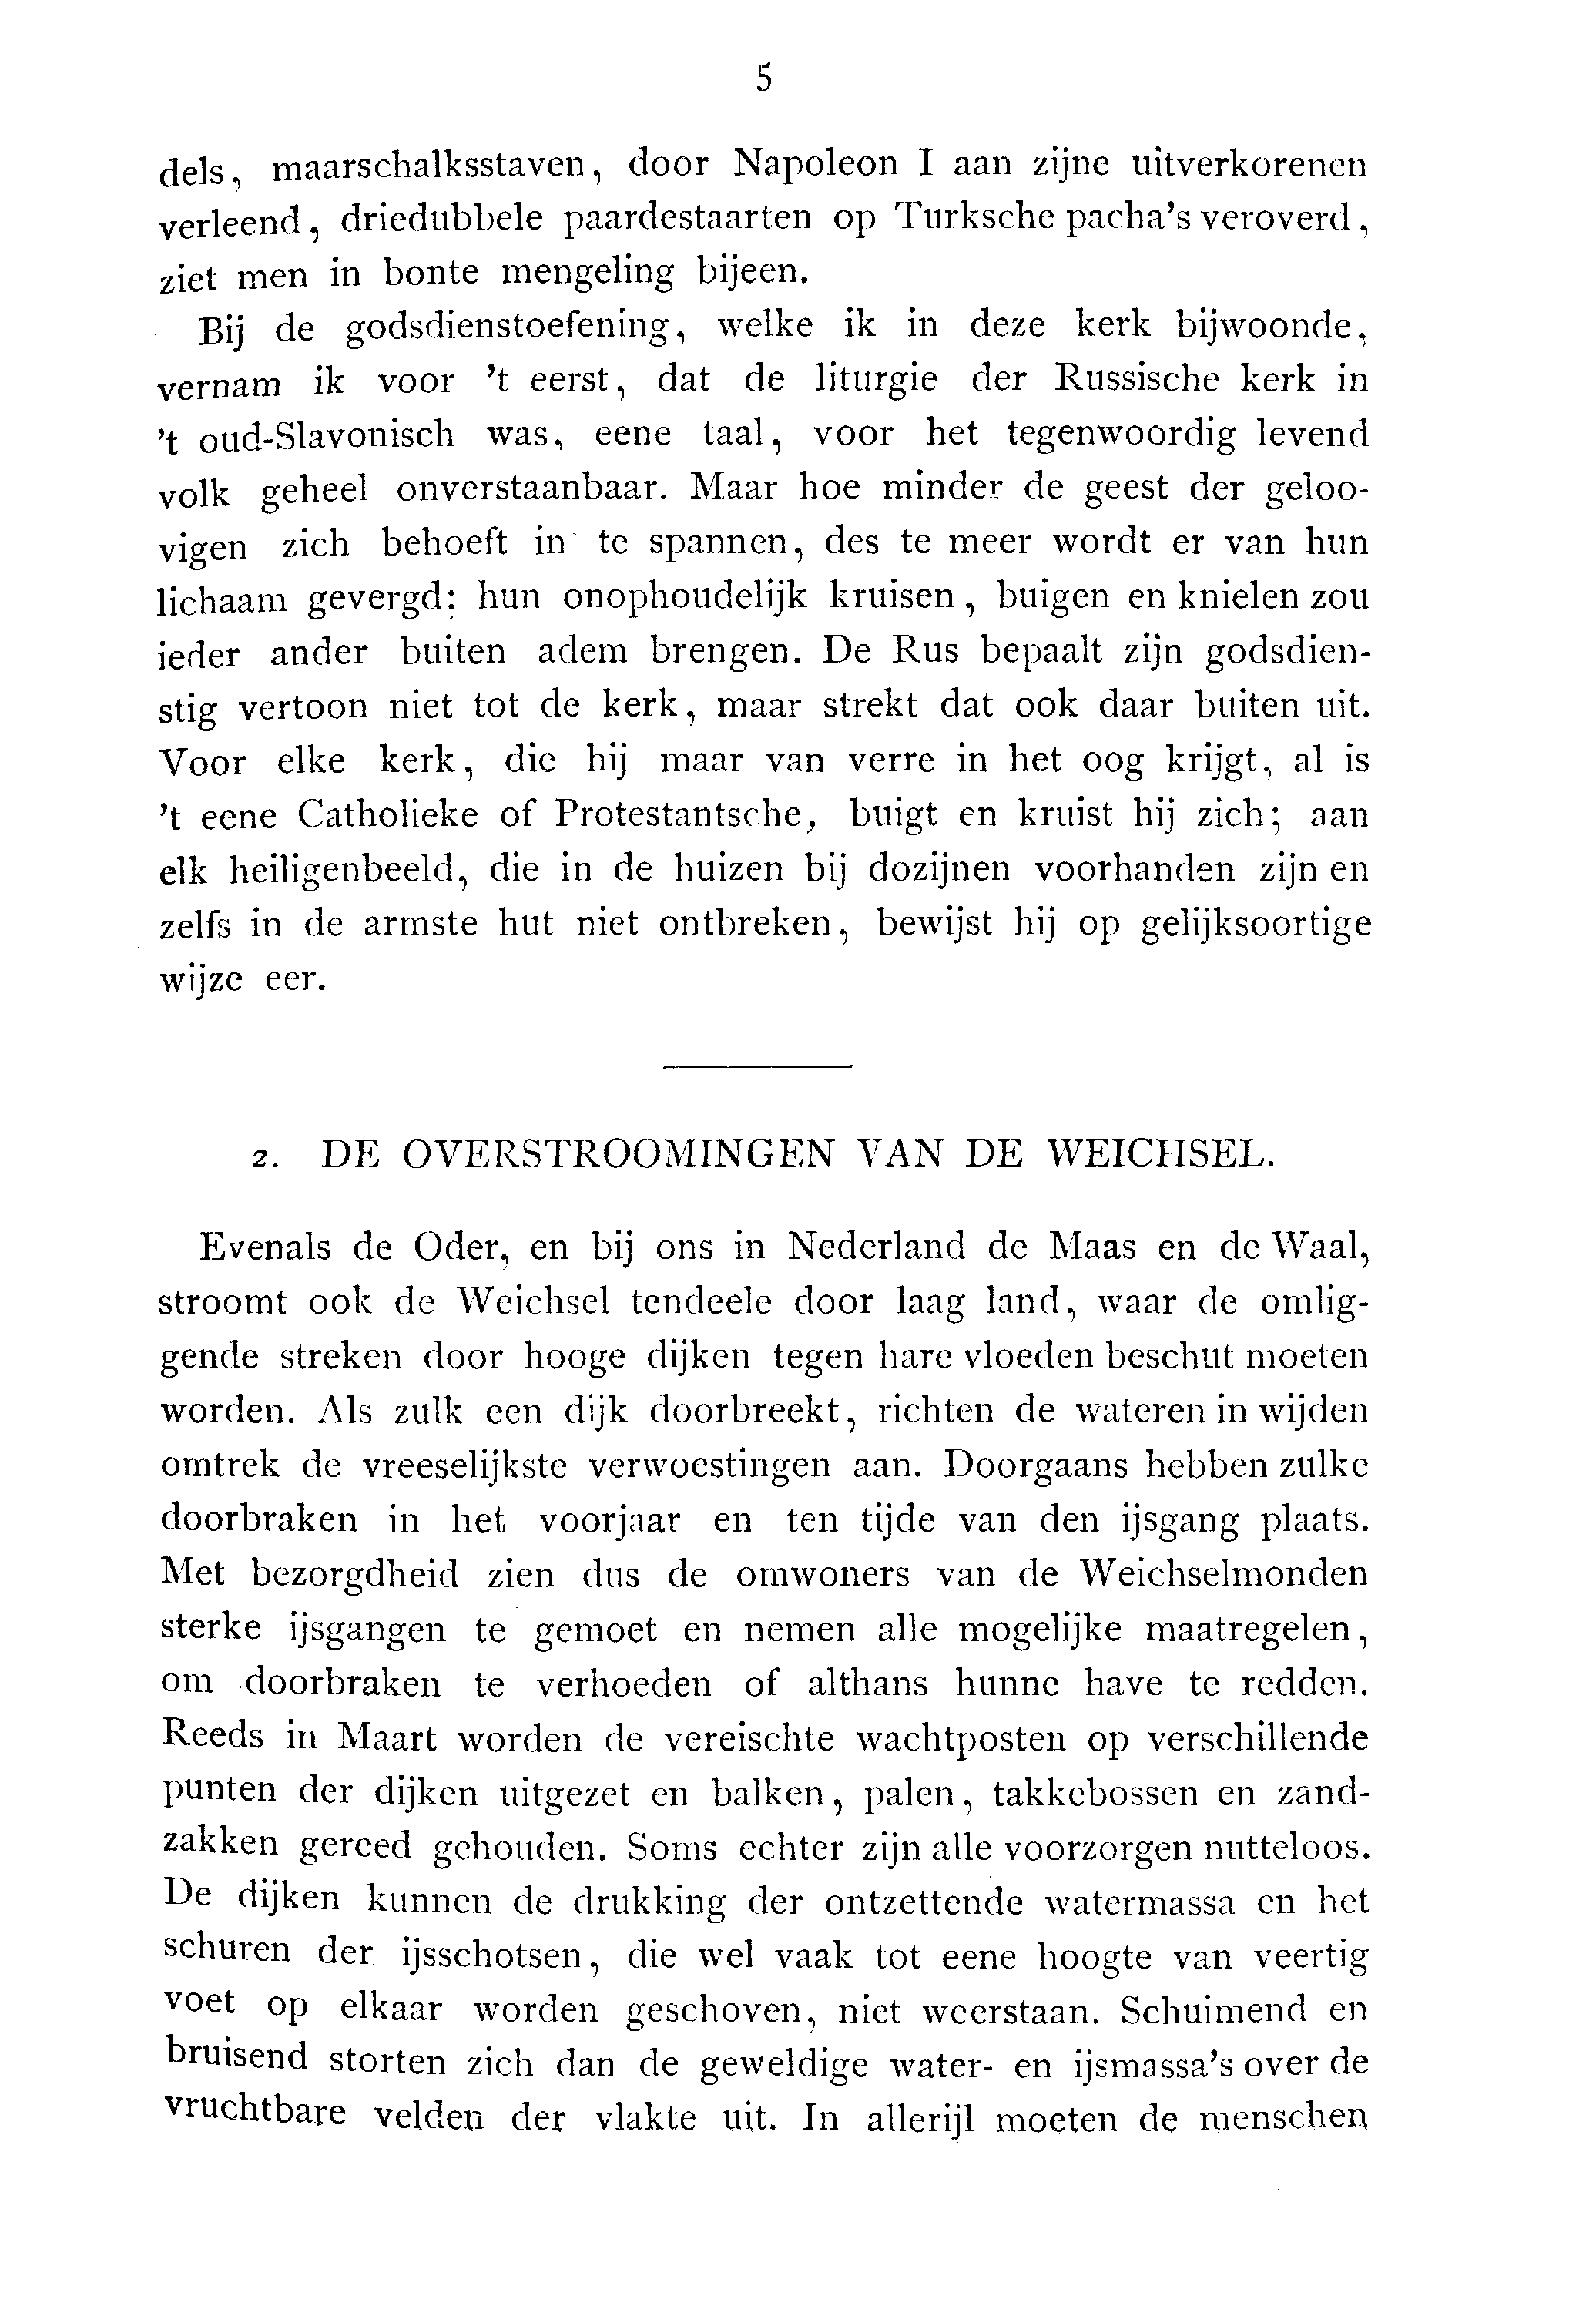 5
dels, maarschalksstaven, door Napoleon I aan zijne uitverkorenen
verleend, driedubbele paardestaarten op Turksche pacha's veroverd,
ziet men in bonte mengeling bijeen.
Bij de godsdienstoefening, welke ik in deze kerk bijwoonde,
vernam ik voor 't eerst, dat de liturgie der Russische kerk in
't oud-Slavonisch was, eene taal, voor het tegenwoordig levend
volk geheel onverstaanbaar. Maar hoe minder de geest der geloo-
vigen zich behoeft in te spannen, des te meer wordt er van hun
lichaam gevergd: hun onophoudelijk kruisen, buigen en knielen zou
ieder ander buiten adem brengen. De Rus bepaalt zijn godsdien-
stig vertoon niet tot de kerk, maar strekt dat ook daar buiten uit.
Voor elke kerk, die hij maar van verre in het oog krijgt, al is
't eene Catholieke of Protestantsche, buigt en kruist hij zich; aan
elk heiligenbeeld, die in de huizen bij dozijnen voorhanden zijn en
zelfs in de armste hut niet ontbreken, bewijst hij op gelijksoortige
wijze eer.
2. DE OVERSTROOMINGEN VAN DE WEICHSEL.
Evenals de Oder, en bij ons in Nederland de Maas en de Waal,
stroomt ook de Weichsel tendeele door laag land, waar de omlig-
gende streken door hooge dijken tegen hare vloeden beschut moeten
worden. Als zulk een dijk doorbreekt, richten de wateren in wijden
omtrek de vreeselijkste verwoestingen aan. Doorgaans hebben zulke
doorbraken in het voorjaar en ten tijde van den ijsgang plaats.
Met bezorgdheid zien dus de omwoners van de Weichselmonden
sterke ijsgangen te gemoet en nemen alle mogelijke maatregelen,
om doorbraken te verhoeden of althans hunne have te redden.
Reeds in Maart worden de vereischte wachtposten op verschillende
punten der dijken uitgezet en balken, palen, takkebossen en zand-
zakken gereed gehouden. Soms echter zijn alle voorzorgen nutteloos.
De dijken kunnen de drukking der ontzettende watermassa en het
schuren der ijsschotsen, die wel vaak tot eene hoogte van veertig
voet op elkaar worden geschoven, niet weerstaan. Schuimend en
bruisend storten zich dan de geweldige water- en ijsmassa's over de
vruchtbare velden der vlakte uit. In allerijl moeten de menschen